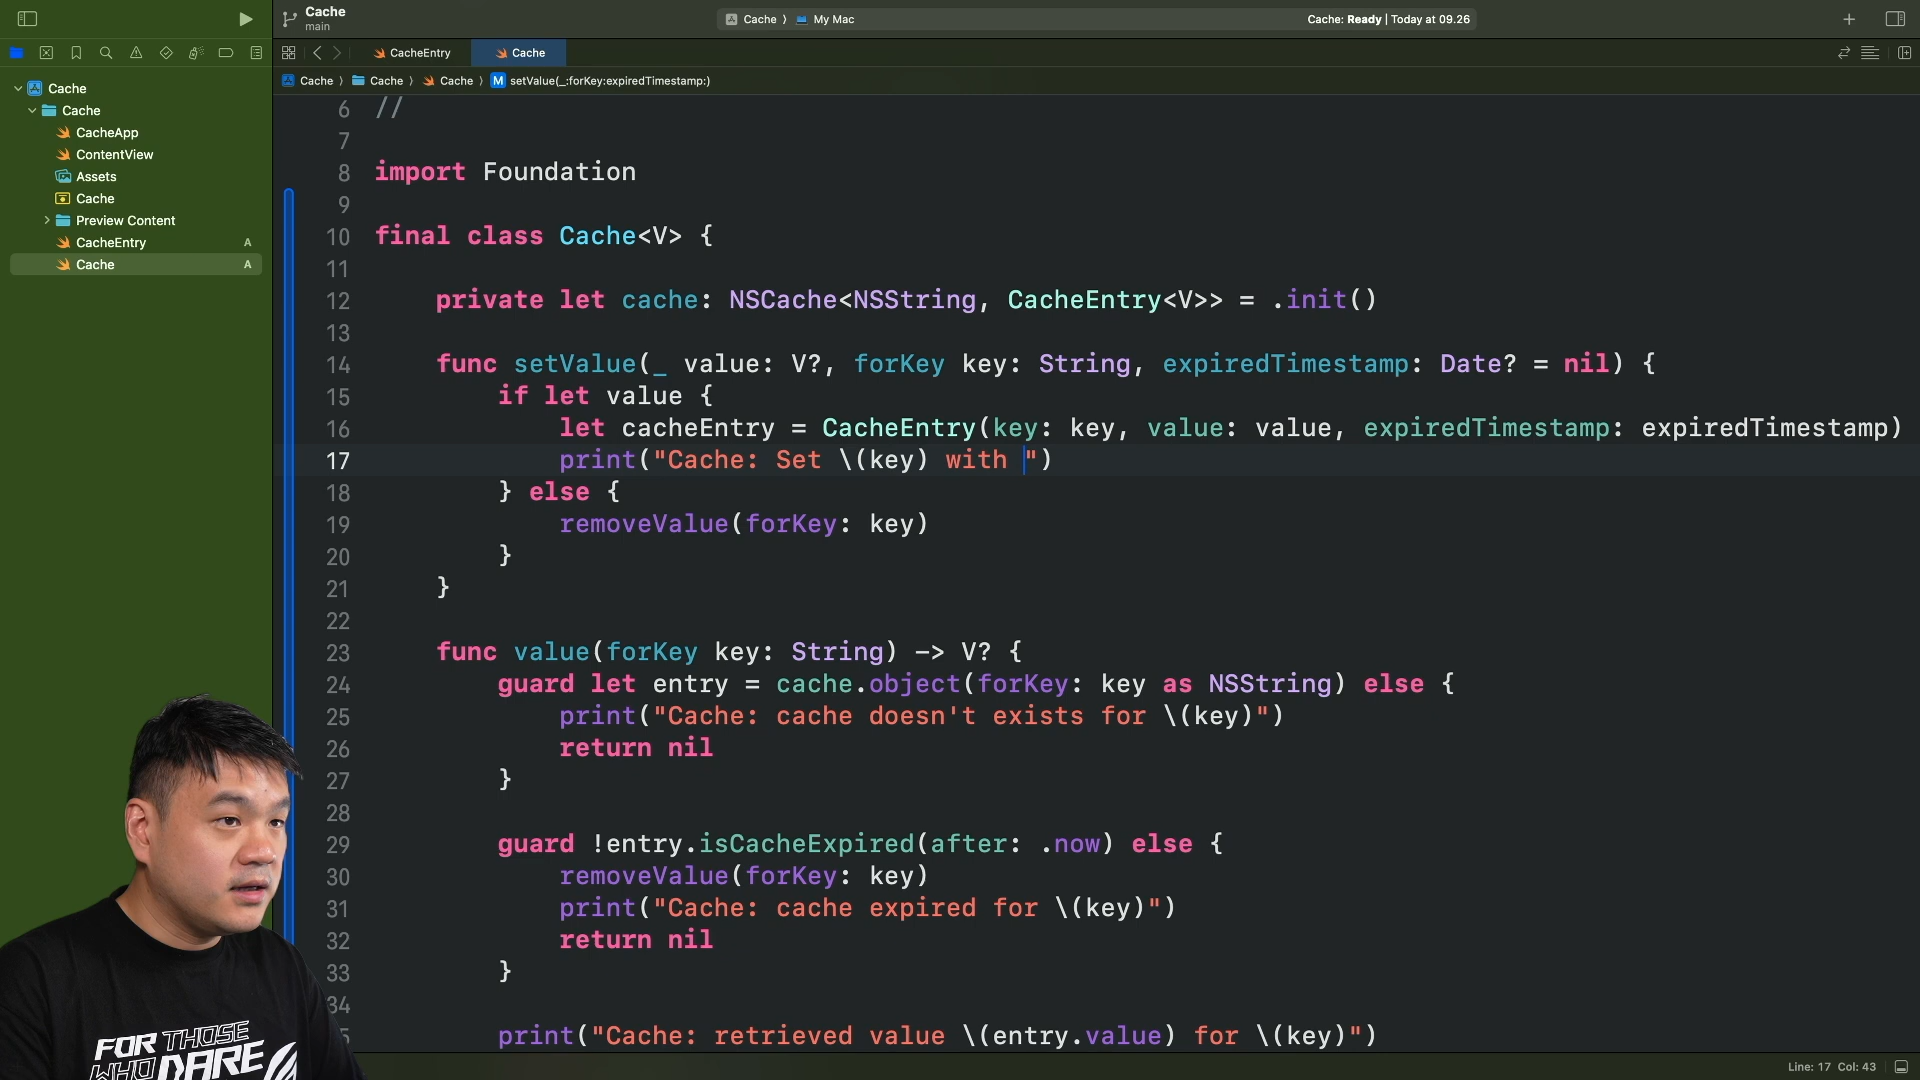 Cache
main
Cache ⟩ My Mac
Cache: Ready | Today at 09.26
CacheEntry
Cache
Cache ⟩ Cache ⟩ Cache ⟩ M setValue(_:forKey:expiredTimestamp:)
Cache
Cache
CacheApp
ContentView
Assets
Cache
Preview Content
CacheEntry A
Cache A
6 //
7
8 import Foundation
9
10 final class Cache<V> {
11
12 private let cache: NSCache<NSString, CacheEntry<V>> = .init()
13
14 func setValue(_ value: V?, forKey key: String, expiredTimestamp: Date? = nil) {
15 if let value {
16 let cacheEntry = CacheEntry(key: key, value: value, expiredTimestamp: expiredTimestamp)
17 print("Cache: Set \(key) with ")
18 } else {
19 removeValue(forKey: key)
20 }
21 }
22
23 func value(forKey key: String) -> V? {
24 guard let entry = cache.object(forKey: key as NSString) else {
25 print("Cache: cache doesn't exists for \(key)")
26 return nil
27 }
28
29 guard !entry.isCacheExpired(after: .now) else {
30 removeValue(forKey: key)
31 print("Cache: cache expired for \(key)")
32 return nil
33 }
34
print("Cache: retrieved value \(entry.value) for \(key)")
FOR THOSE
WHO DARE
Line: 17 Col: 43